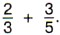 2/3 + 3/5.